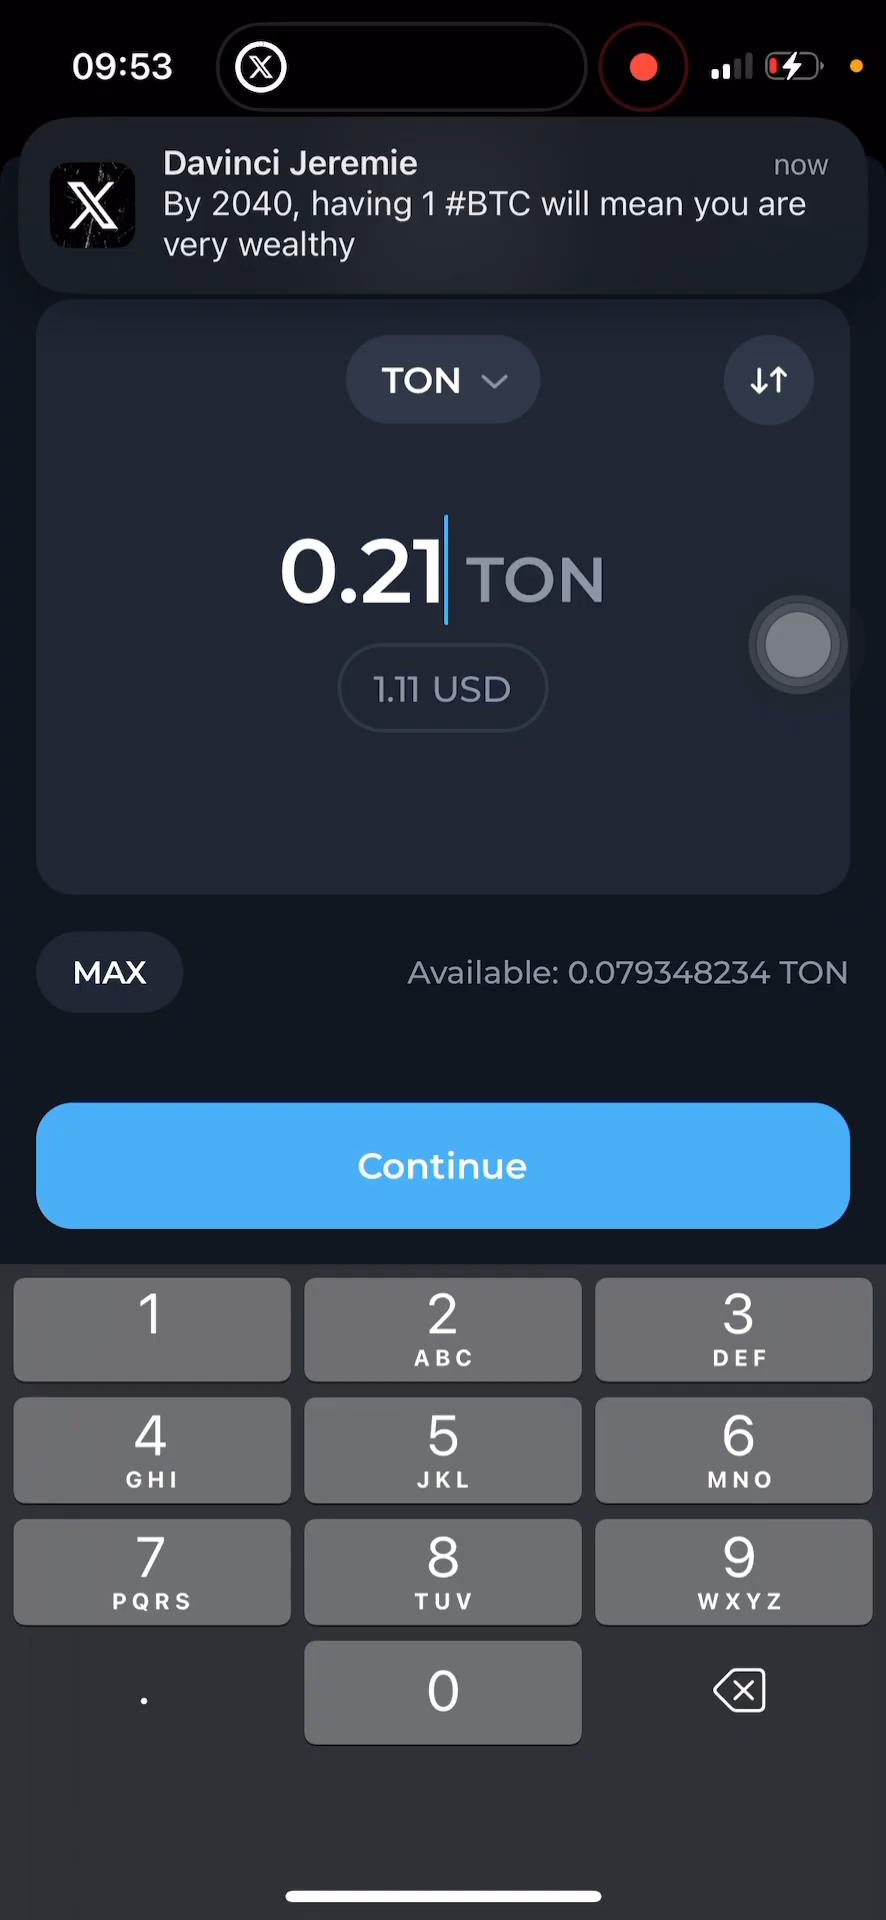 09:53
Davinci Jeremie
now
By 2040, having 1 #BTC will mean you are
very wealthy
TON
0.21 TON
1.11 USD
MAX
Available: 0.079348234 TON
Continue
1
2
ABC
3
DEF
4
GHI
5
JKL
6
MNO
7
PQRS
8
TUV
9
WXYZ
.
0